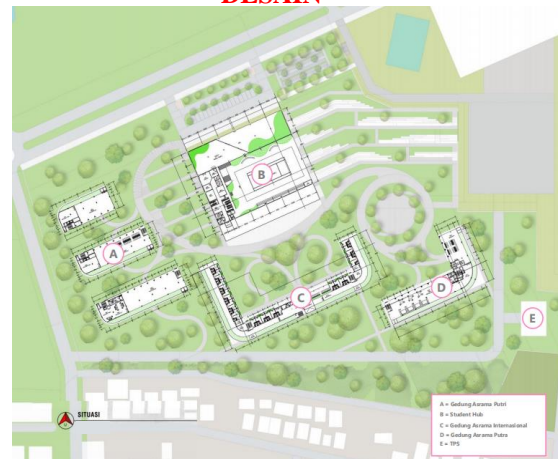 DESAIN
B
A
C
D
E
SITUASI
A = Gedung Asrama Putri
B = Student Hub
C = Gedung Asrama Internasional
D = Gedung Asrama Putra
E = TPS